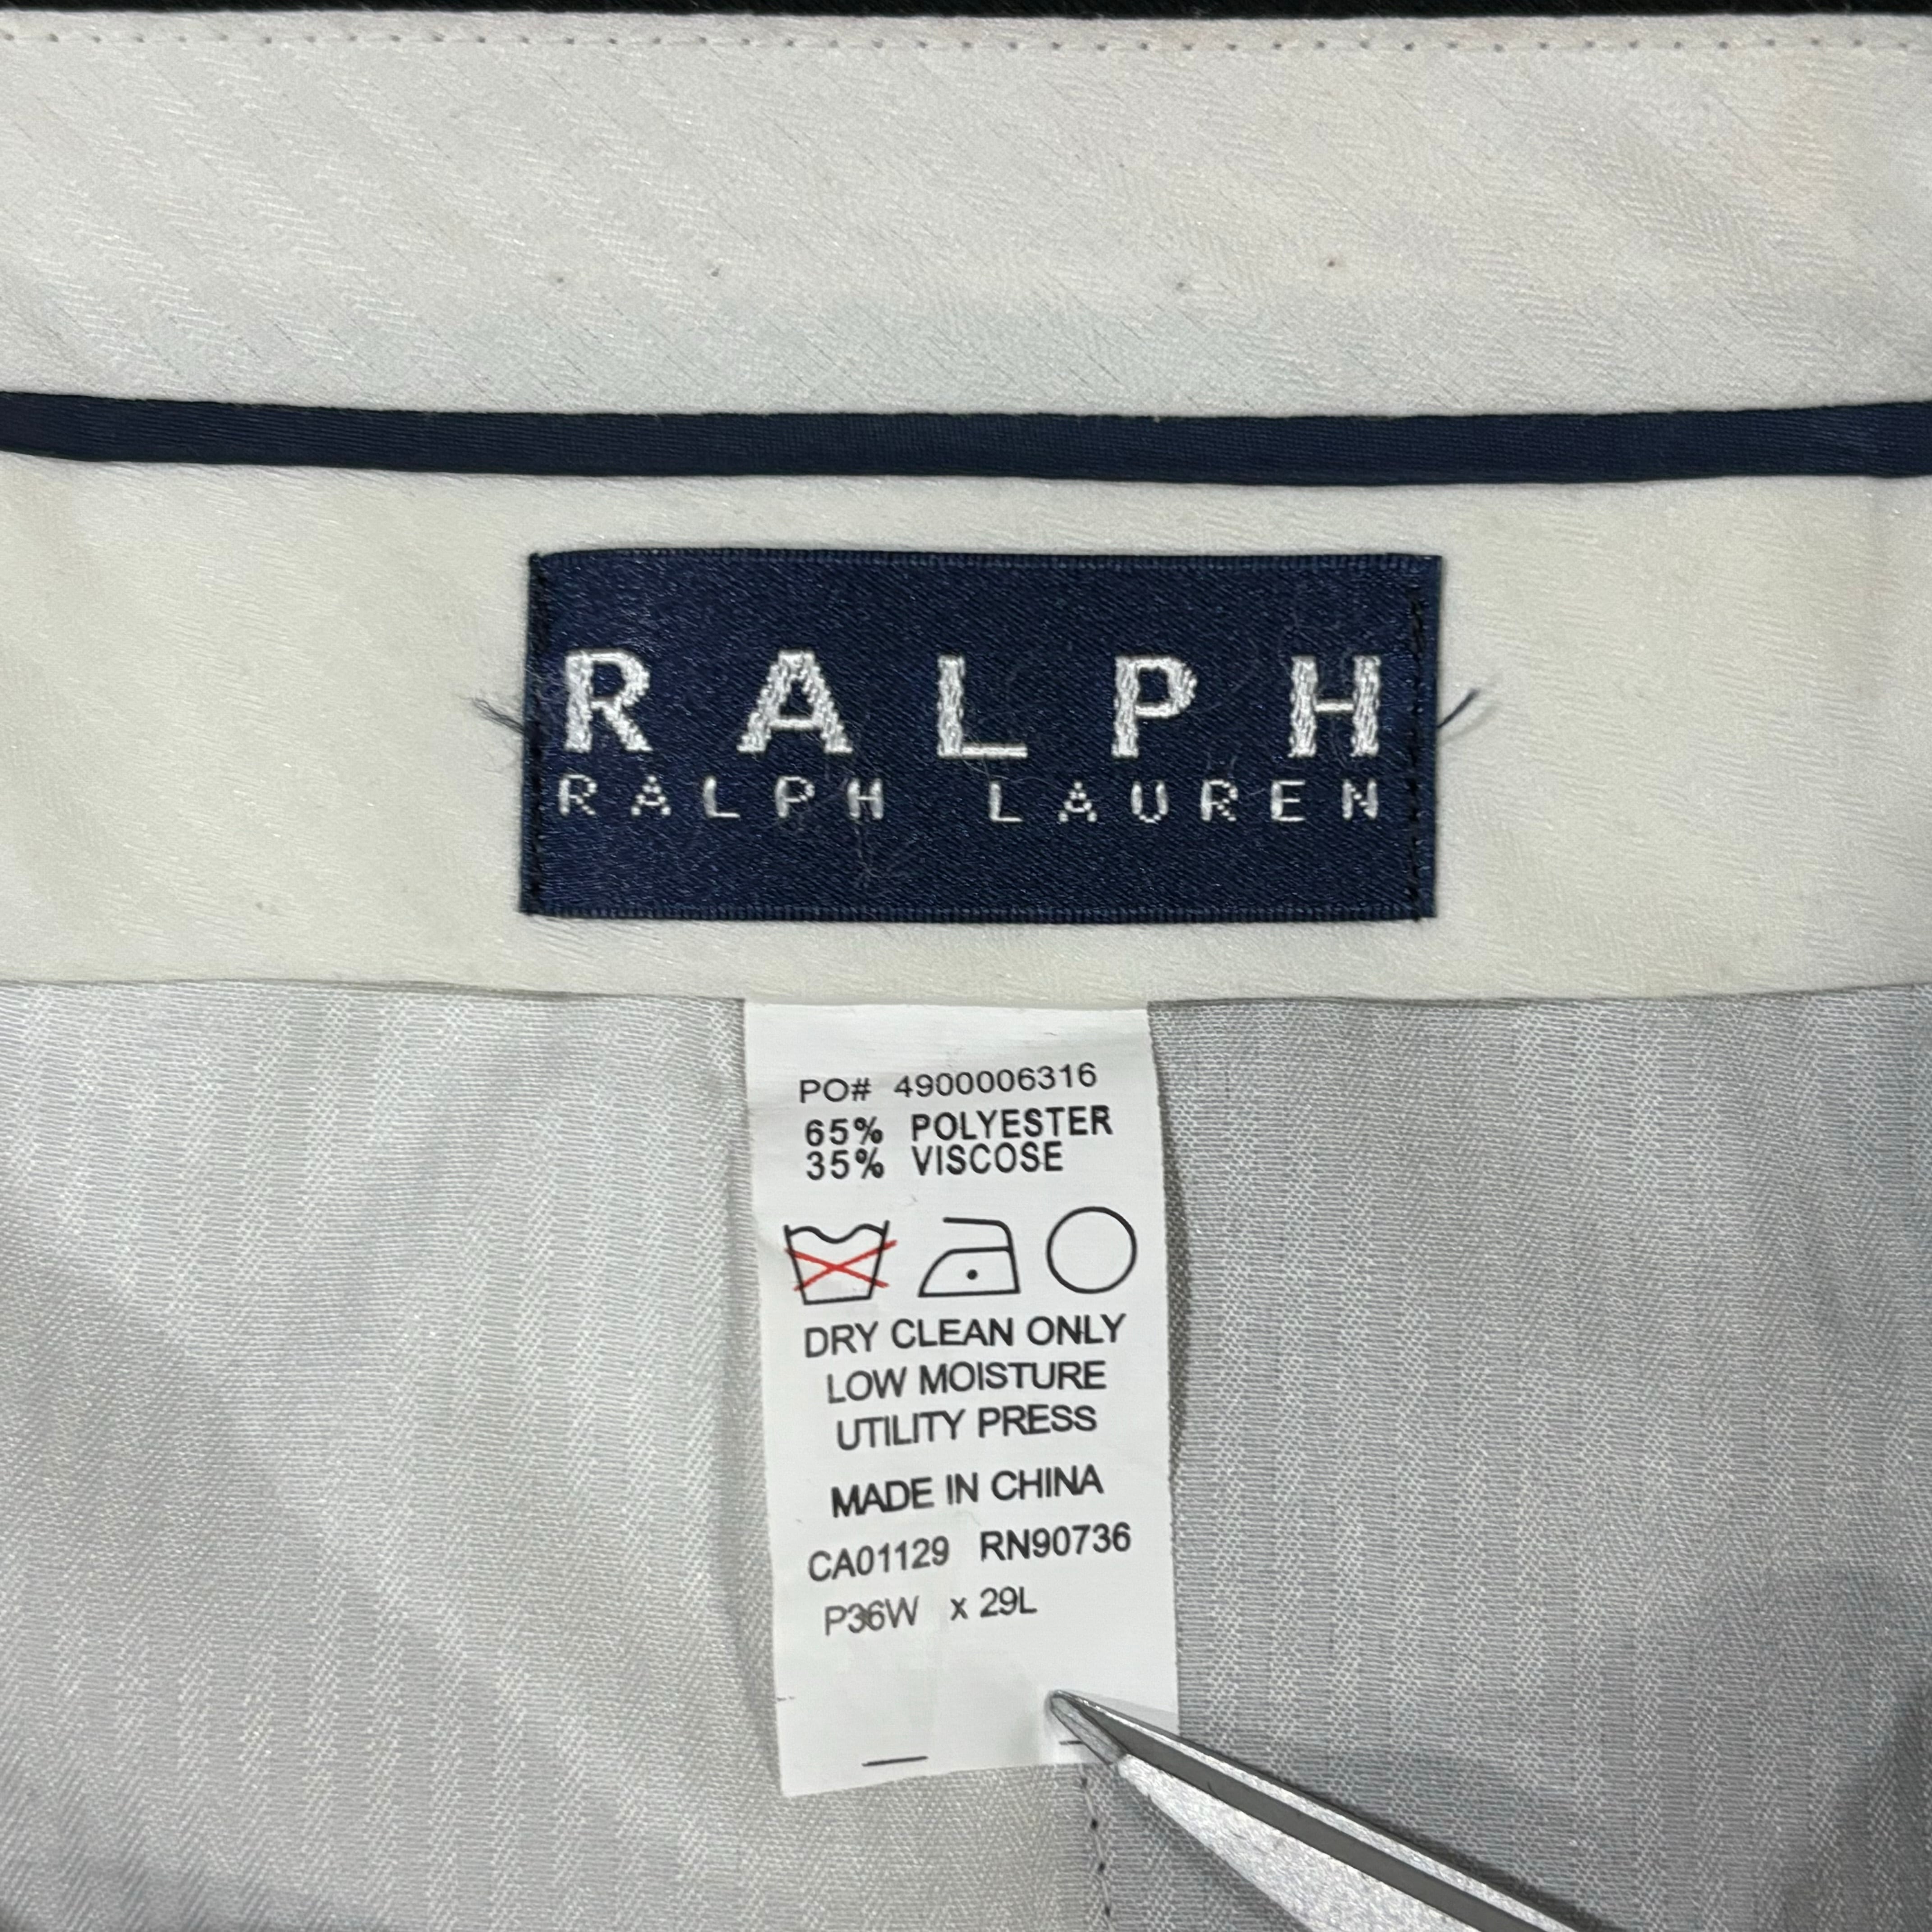 RALPH
RALPH LAUREN
PO# 4900006316
65% POLYESTER
35% VISCOSE
DRY CLEAN ONLY
LOW MOISTURE
UTILITY PRESS
MADE IN CHINA
CA01129 RN90736
P36W x 29L